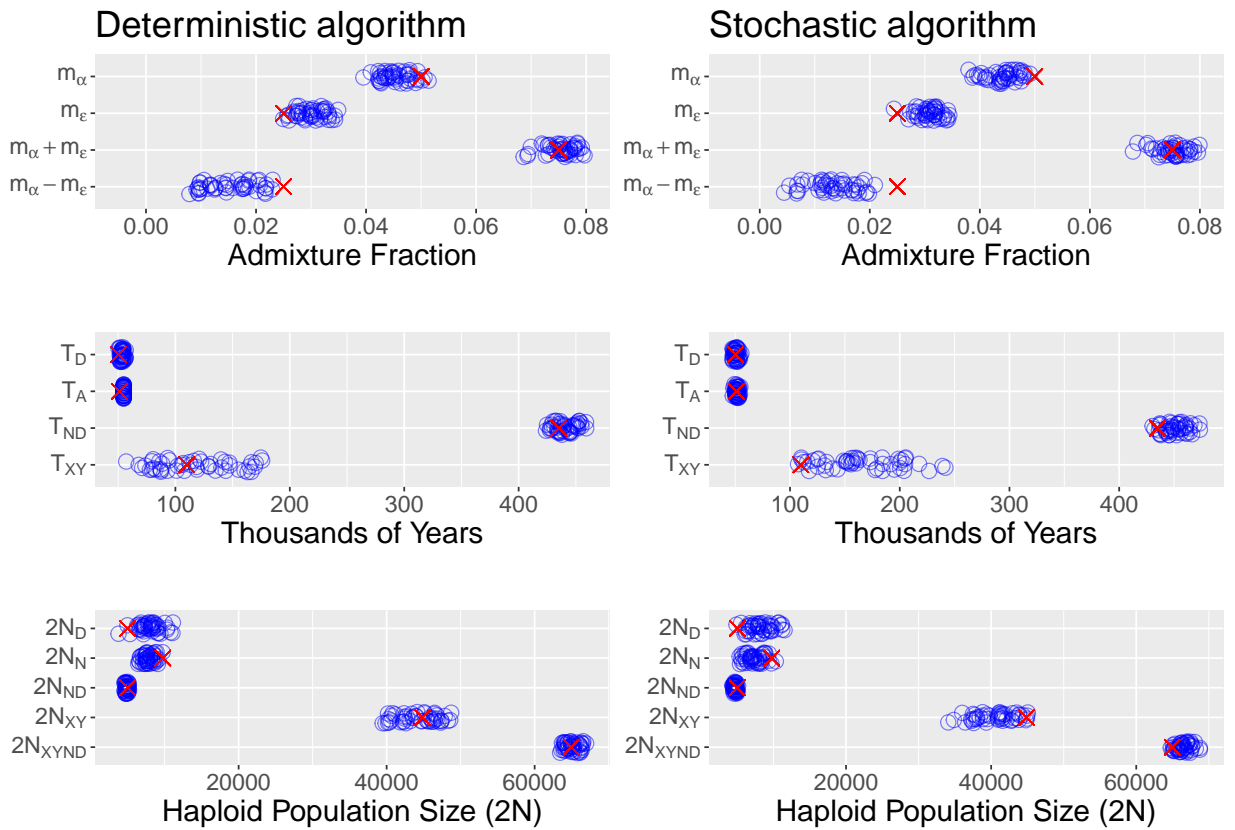 Deterministic algorithm
mα
mε
mα + mε
mα − mε
0.00 0.02 0.04 0.06 0.08
Admixture Fraction
Stochastic algorithm
mα
mε
mα + mε
mα − mε
0.00 0.02 0.04 0.06 0.08
Admixture Fraction
TD
TA
TND
TXY
100 200 300 400
Thousands of Years
TD
TA
TND
TXY
100 200 300 400
Thousands of Years
2ND
2NN
2NND
2NXY
2NXYND
20000 40000 60000
Haploid Population Size (2N)
2ND
2NN
2NND
2NXY
2NXYND
20000 40000 60000
Haploid Population Size (2N)